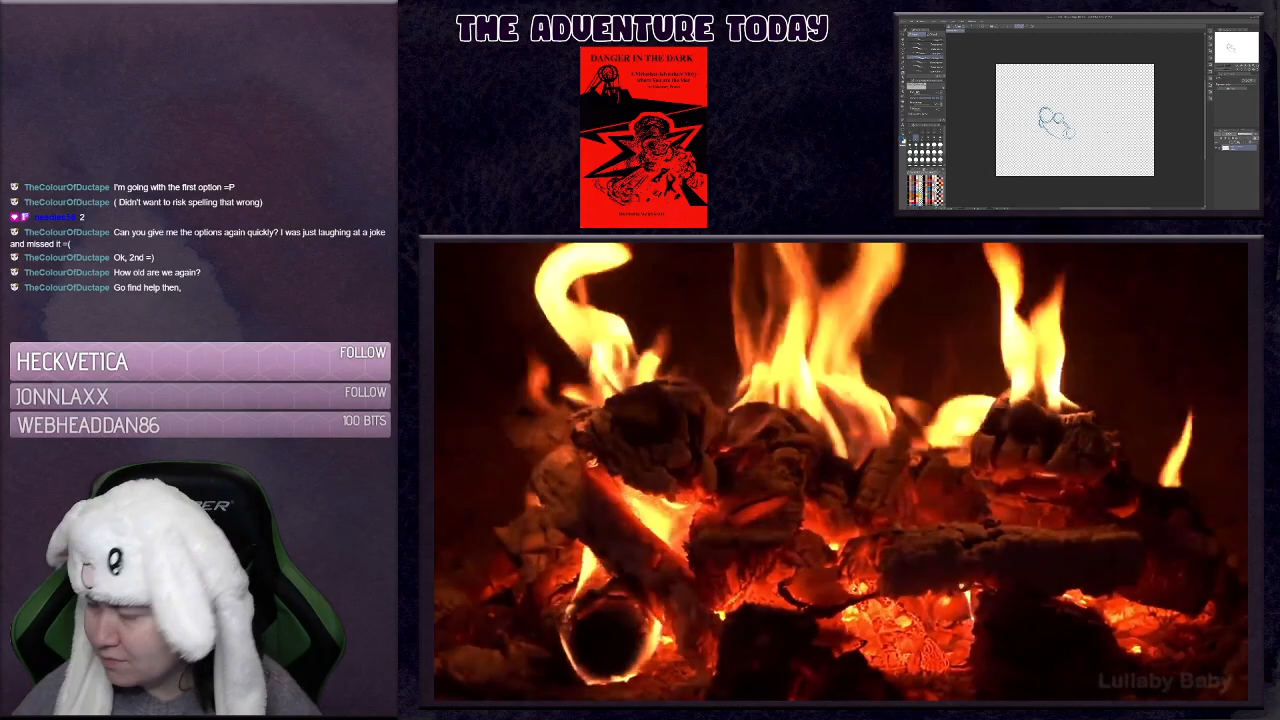 THE ADVENTURE TODAY
DANGER IN THE DARK
TheColourOfDuctape I'm going with the first option =P
TheColourOfDuctape ( Didn't want to risk spelling that wrong)
2
TheColourOfDuctape Can you give me the options again quickly? I was just laughing at a joke
and missed it =(
TheColourOfDuctape Ok, 2nd =)
TheColourOfDuctape How old are we again?
TheColourOfDuctape Go find help then,
HECKVETICA FOLLOW
JONNLAXX FOLLOW
WEBHEADDAN86 100 BITS
Lullaby Baby